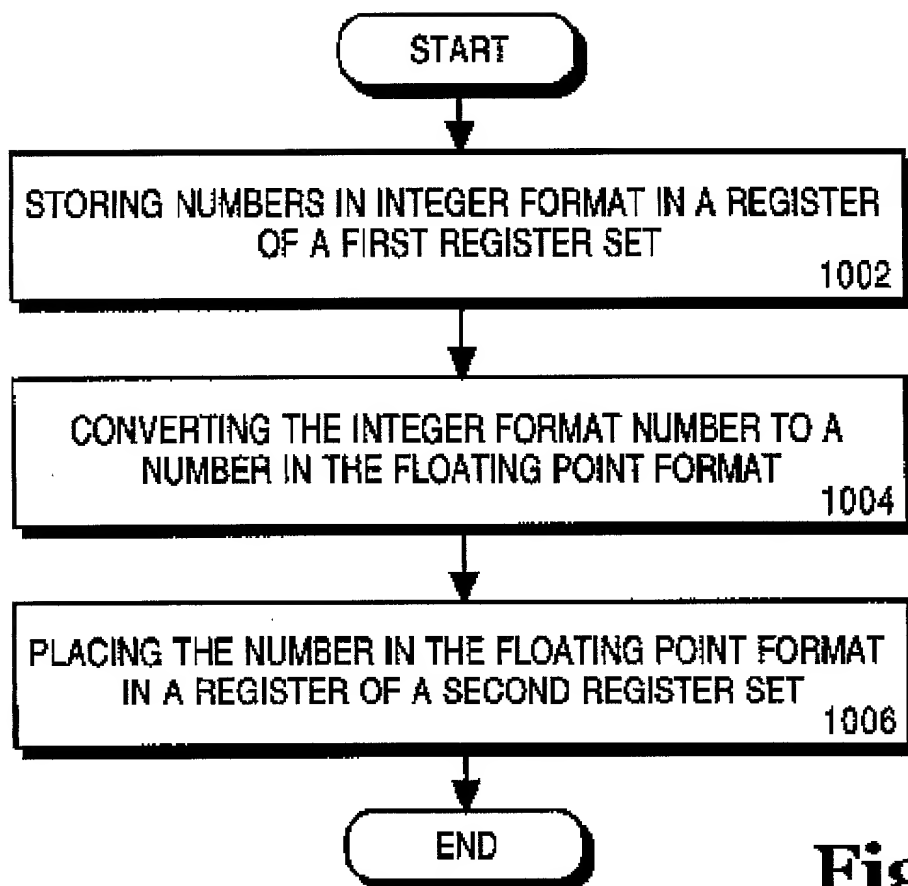 START
STORING NUMBERS IN INTEGER FORMAT IN A REGISTER
OF A FIRST REGISTER SET
1002
CONVERTING THE INTEGER FORMAT NUMBER TO A
NUMBER IN THE FLOATING POINT FORMAT
1004
PLACING THE NUMBER IN THE FLOATING POINT FORMAT
IN A REGISTER OF A SECOND REGISTER SET
1006
END
Fig